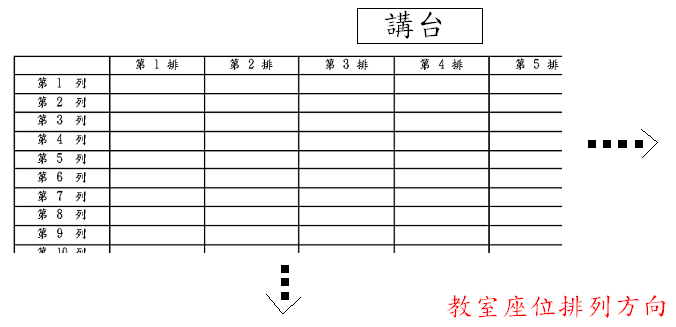 講台
第 1 排 第 2 排 第 3 排 第 4 排 第 5 排
第 1 列
第 2 列
第 3 列
第 4 列
第 5 列
第 6 列
第 7 列
第 8 列
第 9 列
第 10 列
教室座位排列方向